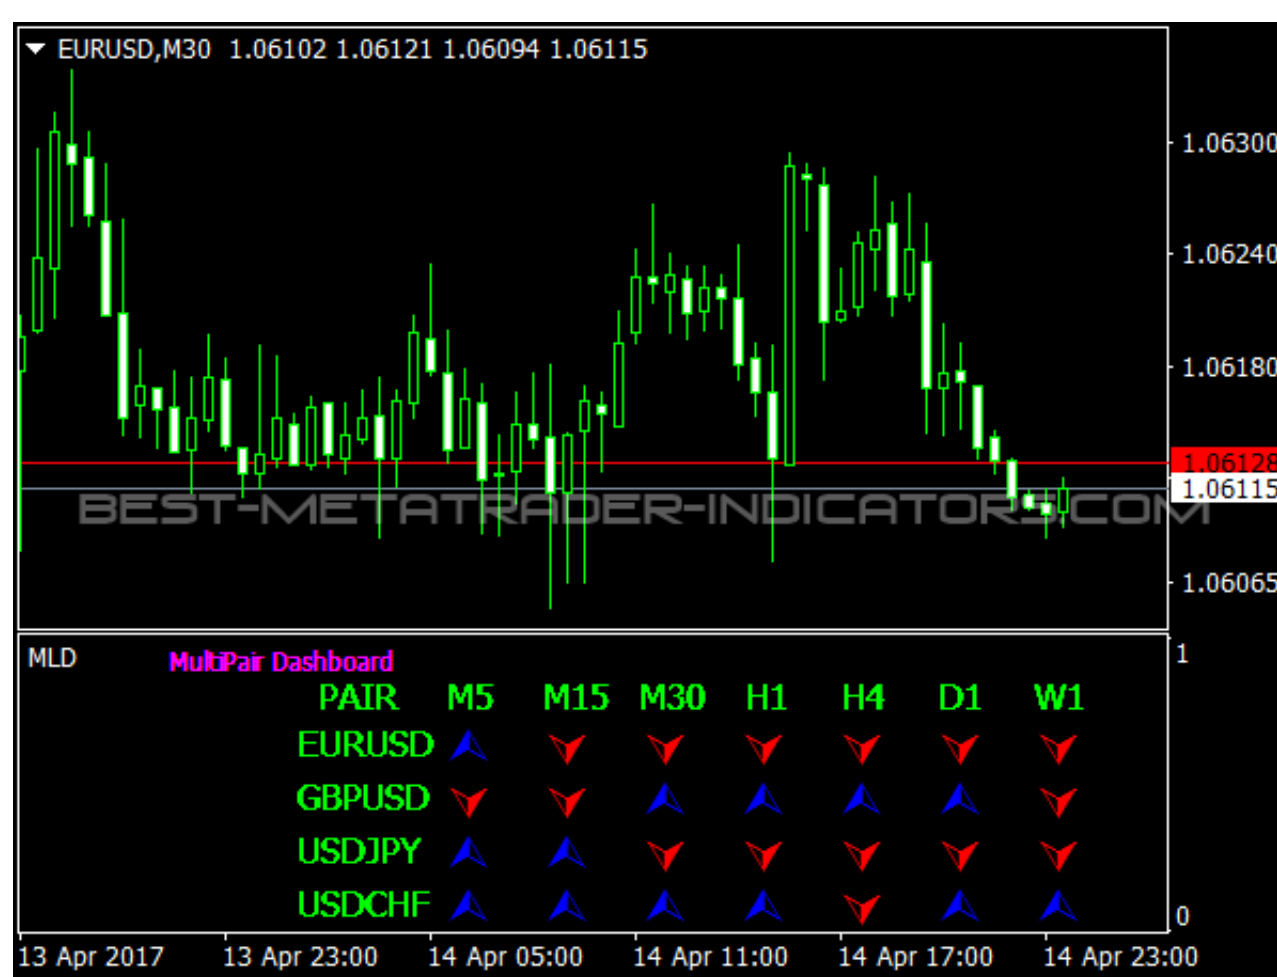 EURUSD,M30 1.06102 1.06121 1.06094 1.06115
1.06300
1.06240
1.06180
1.06128
1.06115
BEST-METATRADER-INDICATORS.COM
1.06065
MLD MultiPair Dashboard 1
PAIR M5 M15 M30 H1 H4 D1 W1
EURUSD
GBPUSD
USDJPY
USDCHF
0
13 Apr 2017 13 Apr 23:00 14 Apr 05:00 14 Apr 11:00 14 Apr 17:00 14 Apr 23:00